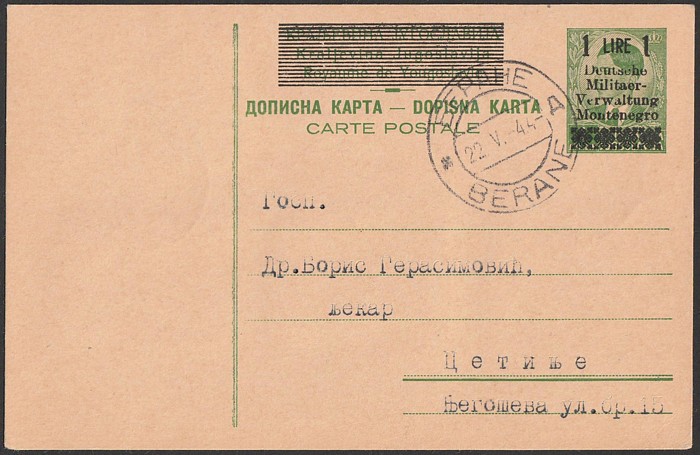 КРАЉЕВИНА ЈУГОСЛАВИЈА
Kraljevina Jugoslavija
Royaume de Yougoslavie
ДОПИСНА КАРТА — DOPISNA KARTA
CARTE POSTALE
1 LIRE 1
Deutsche
Militaer-
Verwaltung
Montenegro
БЕРАНЕ
22 V. 44-
Д
BERANE
Госп.
Др.Борис Герасимовић,
љекар
Цетиње
Његошева ул.бр.15